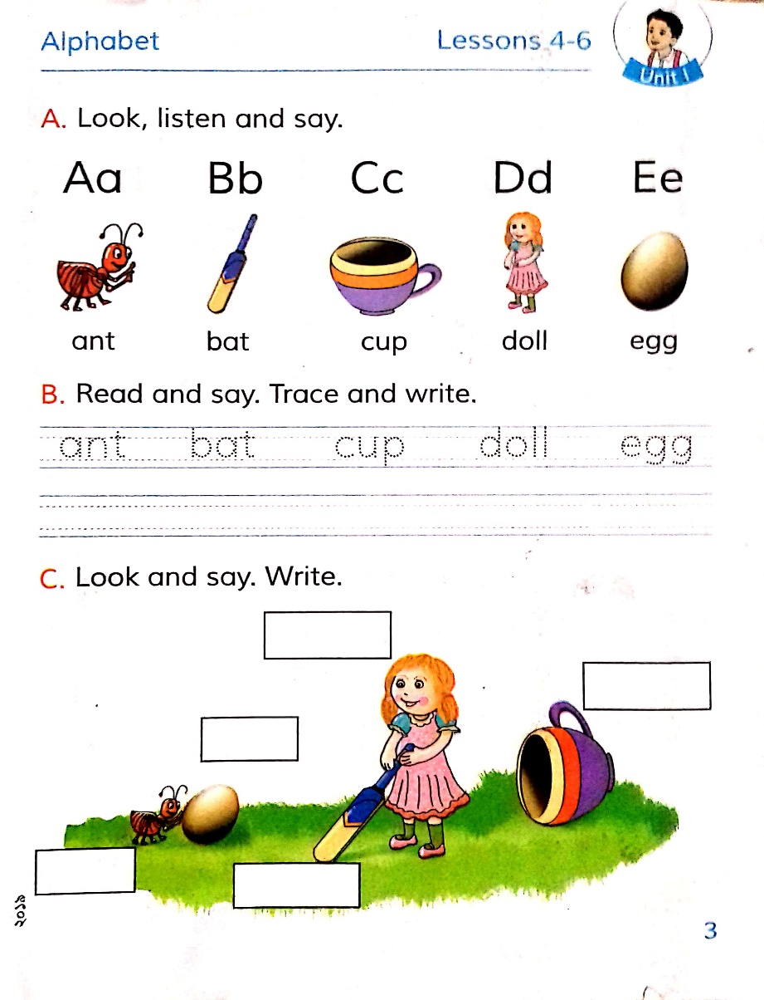 Alphabet Lessons 4-6
Unit 1
A. Look, listen and say.
Aa Bb Cc Dd Ee
ant bat cup doll egg
B. Read and say. Trace and write.
ant bat cup doll egg
C. Look and say. Write.
২০১৯
3